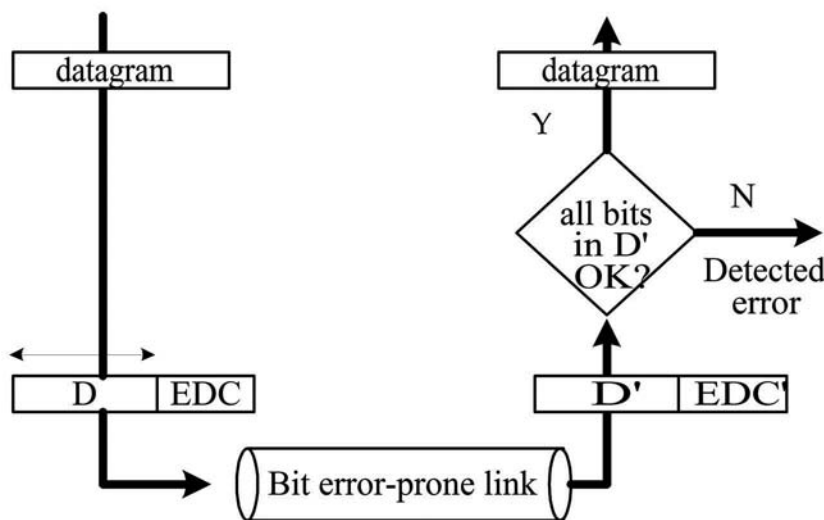 datagram
datagram
Y
N
all bits
in D'
OK?
Detected
error
D
EDC
D'
EDC'
Bit error-prone link